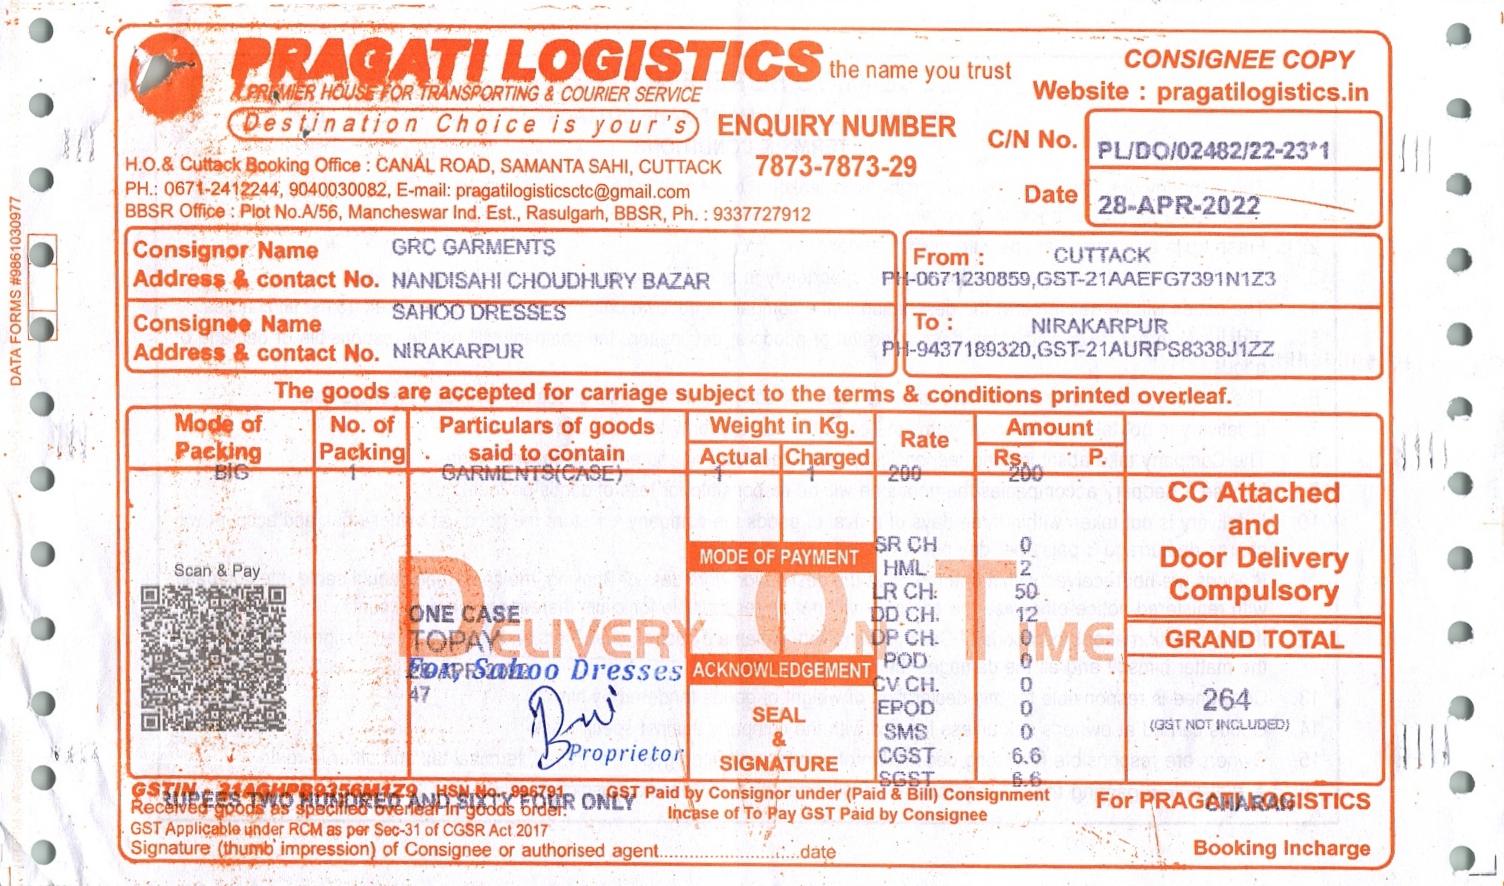 PRAGATI LOGISTICS the name you trust
A PREMIER HOUSE FOR TRANSPORTING & COURIER SERVICE
Destination Choice is your's
CONSIGNEE COPY
Website : pragatilogistics.in
ENQUIRY NUMBER
7873-7873-29
C/N No. PL/DO/02482/22-23*1
Date 28-APR-2022
H.O.& Cuttack Booking Office : CANAL ROAD, SAMANTA SAHI, CUTTACK
PH.: 0671-2412244, 9040030082, E-mail: pragatilogisticsctc@gmail.com
BBSR Office : Plot No.A/56, Mancheswar Ind. Est., Rasulgarh, BBSR, Ph. : 9337727912
DATA FORMS #9861030977
Consignor Name GRC GARMENTS
Address & contact No. NANDISAHI CHOUDHURY BAZAR
From : CUTTACK
PH-0671230859,GST-21AAEFG7391N1Z3
Consignee Name SAHOO DRESSES
Address & contact No. NIRAKARPUR
To : NIRAKARPUR
PH-9437189320,GST-21AURPS8338J1ZZ
The goods are accepted for carriage subject to the terms & conditions printed overleaf.
Mode of Packing No. of Packing Particulars of goods said to contain Weight in Kg. Actual Charged Rate Amount Rs. P.
BIG 1 GARMENTS(CASE) 1 1 200 200
CC Attached
and
Door Delivery
Compulsory
GRAND TOTAL
264
(GST NOT INCLUDED)
MODE OF PAYMENT
DELIVERY ON TIME
Scan & Pay
ONE CASE
TOPAY
47
For, Sahoo Dresses
Proprietor
ACKNOWLEDGEMENT
SEAL
&
SIGNATURE
SR CH 0
HML 2
LR CH. 50
DD CH. 12
DP CH. 0
POD 0
CV CH. 0
EPOD 0
SMS 0
CGST 6.6
SGST 6.6
HSN No. 996791
RUPEES TWO HUNDRED AND SIXTY FOUR ONLY
Received goods as specified overleaf in goods order.
GST Applicable under RCM as per Sec-31 of CGSR Act 2017
Signature (thumb impression) of Consignee or authorised agent........................date
GST Paid by Consignor under (Paid & Bill) Consignment
Incase of To Pay GST Paid by Consignee
For PRAGATI LOGISTICS
CHARAN
Booking Incharge